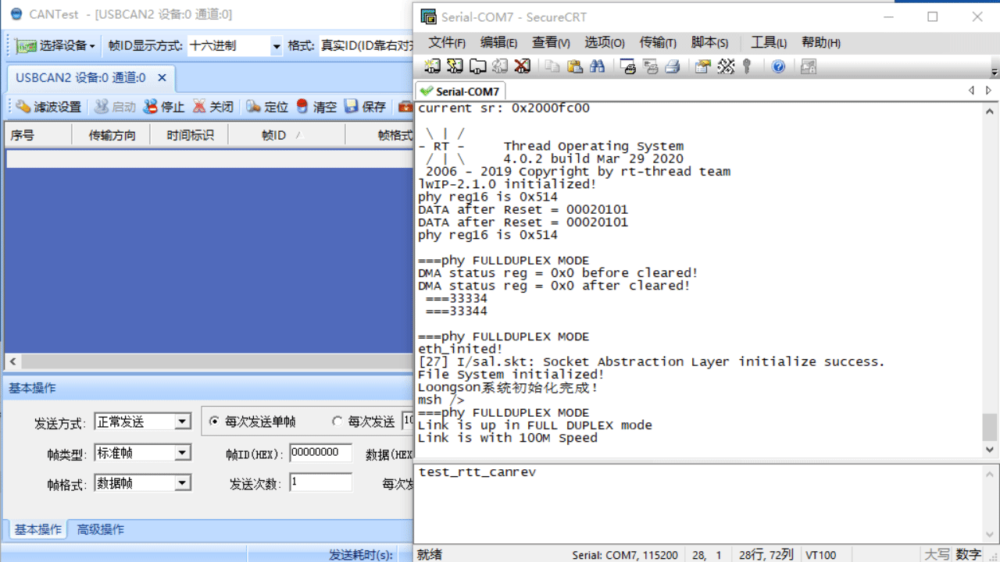 CANTest - [USBCAN2 设备:0 通道:0]
选择设备 帧ID显示方式: 十六进制 格式: 真实ID(ID靠右对齐
USBCAN2 设备:0 通道:0
滤波设置 启动 停止 关闭 定位 清空 保存
序号 传输方向 时间标识 帧ID 帧格式
基本操作
发送方式: 正常发送 每次发送单帧 每次发送 10
帧类型: 标准帧 帧ID(HEX): 00000000 数据(HEX
帧格式: 数据帧 发送次数: 1 每次发
基本操作 高级操作
发送耗时(s):
Serial-COM7 - SecureCRT
文件(F) 编辑(E) 查看(V) 选项(O) 传输(T) 脚本(S) 工具(L) 帮助(H)
Serial-COM7
current sr: 0x2000fc00
\ | /
- RT - Thread Operating System
/ | \ 4.0.2 build Mar 29 2020
2006 - 2019 Copyright by rt-thread team
lwIP-2.1.0 initialized!
phy reg16 is 0x514
DATA after Reset = 00020101
DATA after Reset = 00020101
phy reg16 is 0x514
===phy FULLDUPLEX MODE
DMA status reg = 0x0 before cleared!
DMA status reg = 0x0 after cleared!
===33334
===33344
===phy FULLDUPLEX MODE
eth_inited!
[27] I/sal.skt: Socket Abstraction Layer initialize success.
File System initialized!
Loongson系统初始化完成!
msh />
===phy FULLDUPLEX MODE
Link is up in FULL DUPLEX mode
Link is with 100M Speed
test_rtt_canrev
就绪 Serial: COM7, 115200 28, 1 28行, 72列 VT100 大写 数字